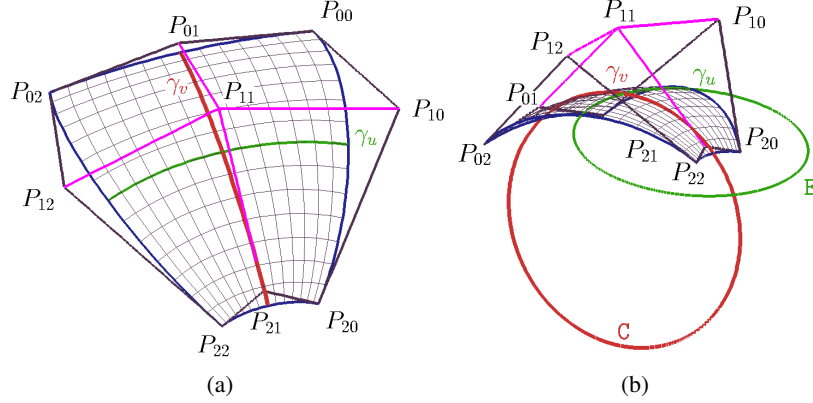 P₀₁ P₀₀
P₀₂ γᵥ P₁₁ P₁₀
γᵤ
P₁₂
P₂₂ P₂₁ P₂₀
(a)
P₁₁ P₁₀
P₁₂
γᵥ γᵤ
P₀₁
P₀₂ P₂₁ P₂₂ P₂₀
E
C
(b)